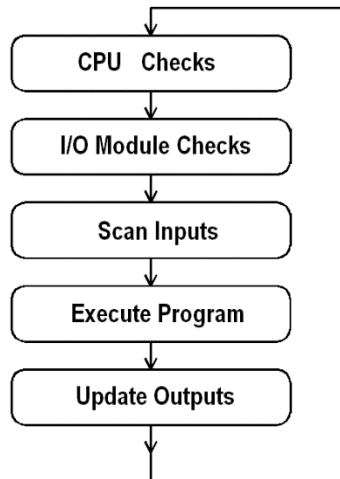 CPU Checks
I/O Module Checks
Scan Inputs
Execute Program
Update Outputs